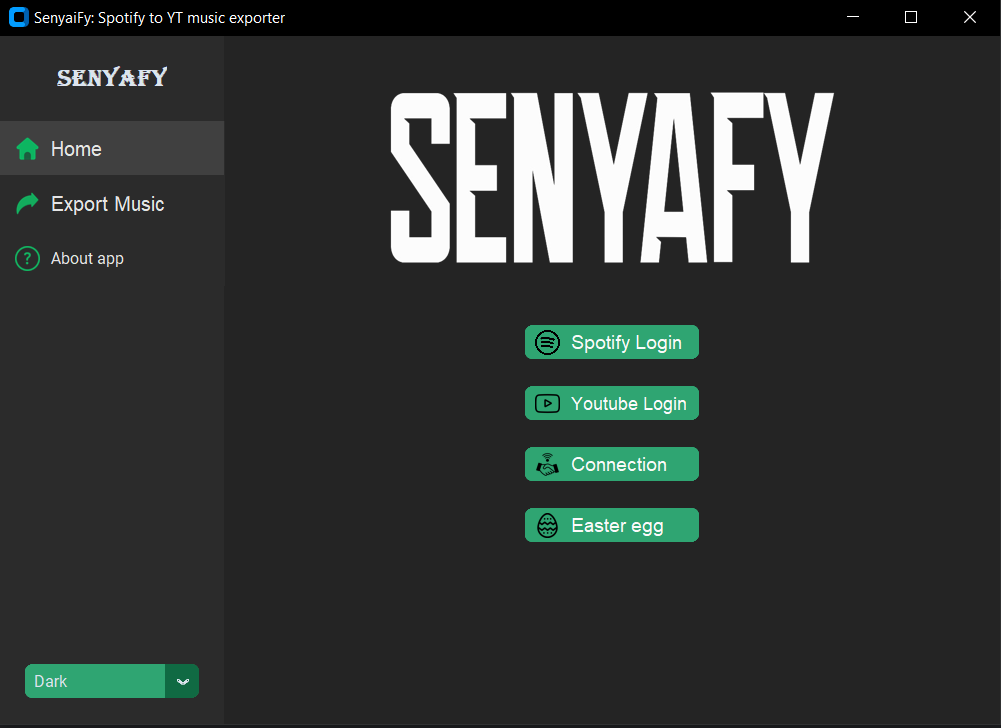 SenyaiFy: Spotify to YT music exporter
SENYAFY
Home
Export Music
? About app
Dark
SENYAFY
Spotify Login
Youtube Login
Connection
Easter egg